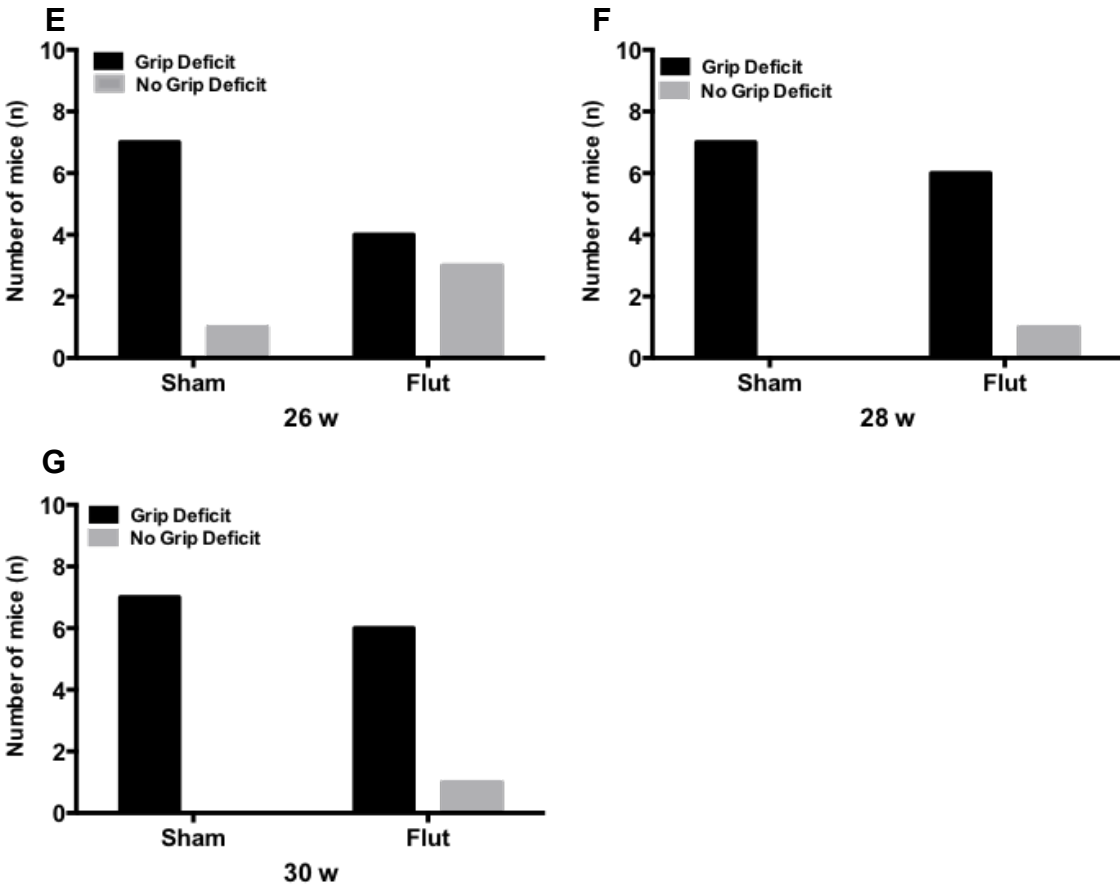 E
10
8
6
4
2
0
Number of mice (n)
Grip Deficit
No Grip Deficit
Sham Flut
26 w
F
10
8
6
4
2
0
Number of mice (n)
Grip Deficit
No Grip Deficit
Sham Flut
28 w
G
10
8
6
4
2
0
Number of mice (n)
Grip Deficit
No Grip Deficit
Sham Flut
30 w